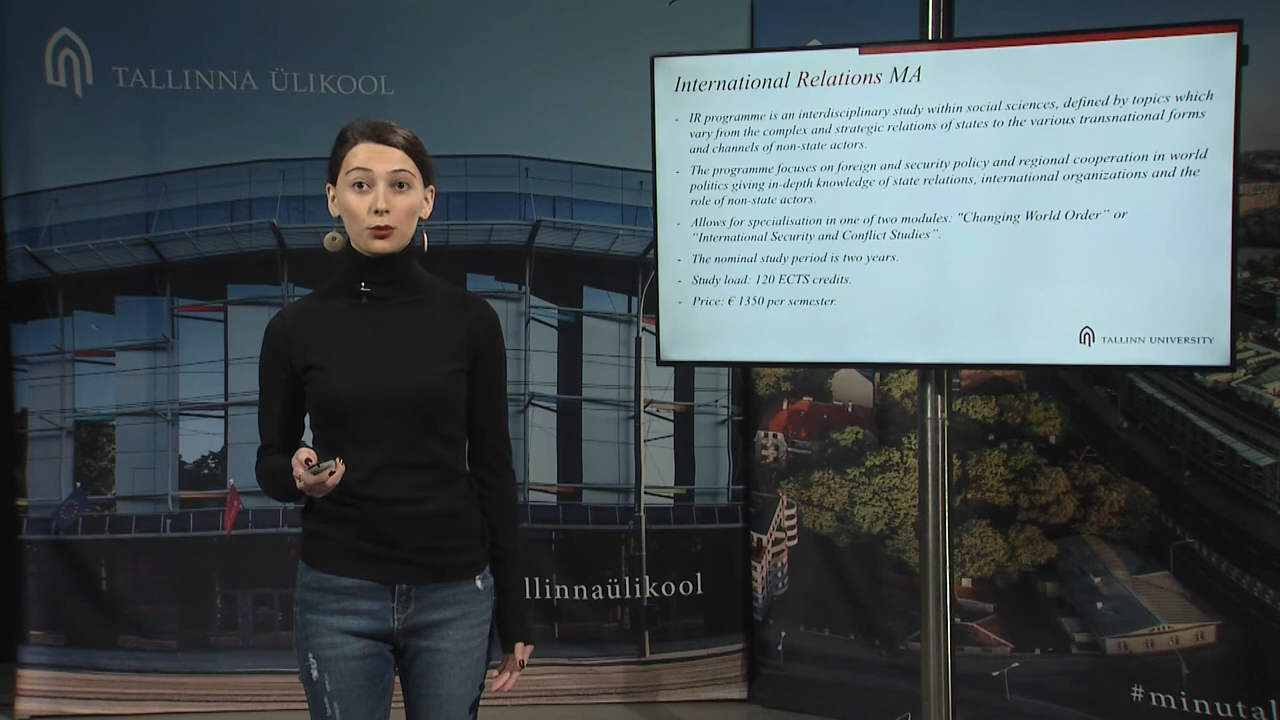 TALLINNA ÜLIKOOL
International Relations MA
- IR programme is an interdisciplinary study within social sciences, defined by topics which
vary from the complex and strategic relations of states to the various transnational forms
and channels of non-state actors.
- The programme focuses on foreign and security policy and regional cooperation in world
politics giving in-depth knowledge of state relations, international organizations and the
role of non-state actors.
- Allows for specialisation in one of two modules: "Changing World Order" or
"International Security and Conflict Studies".
- The nominal study period is two years.
- Study load: 120 ECTS credits.
- Price: € 1350 per semester.
TALLINN UNIVERSITY
llinnaülikool
#minutal